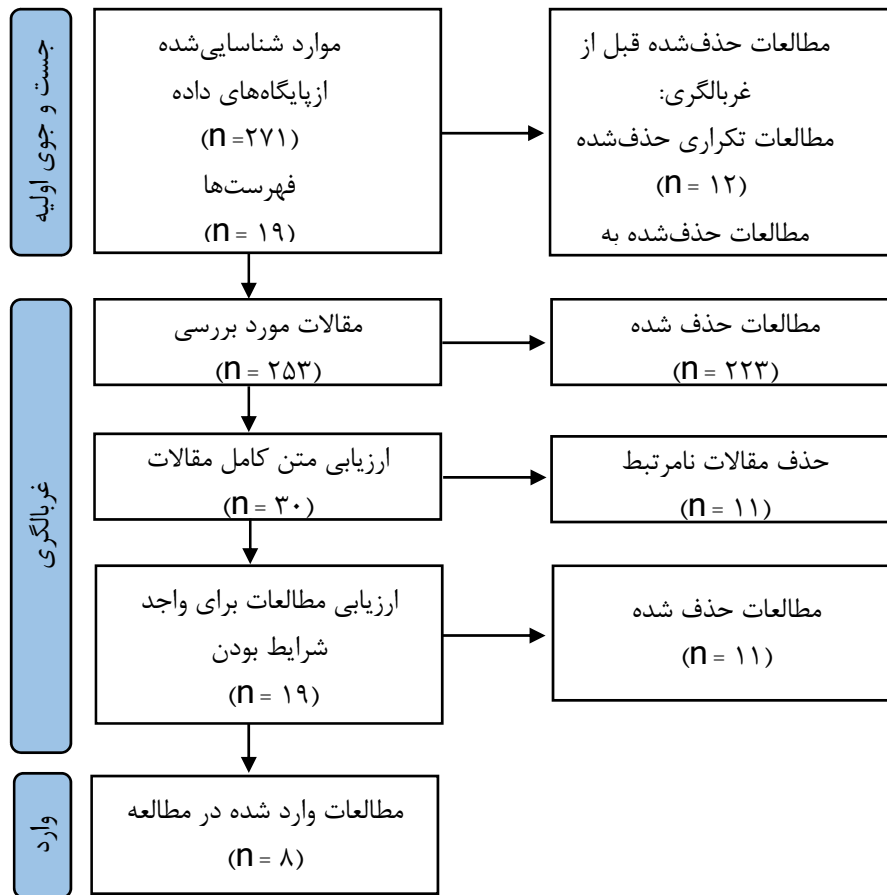 جست و جوی اولیه
موارد شناسایی‌شده
ازپایگاه‌های داده
(n =۲۷۱)
فهرست‌ها
(n = ۱۹)
مطالعات حذف‌شده قبل از
غربالگری:
مطالعات تکراری حذف‌شده
(n = ۱۲)
مطالعات حذف‌شده به
غربالگری
مقالات مورد بررسی
(n = ۲۵۳)
مطالعات حذف شده
(n = ۲۲۳)
ارزیابی متن کامل مقالات
(n = ۳۰)
حذف مقالات نامرتبط
(n = ۱۱)
ارزیابی مطالعات برای واجد
شرایط بودن
(n = ۱۹)
مطالعات حذف شده
(n = ۱۱)
وارد
مطالعات وارد شده در مطالعه
(n = ۸)